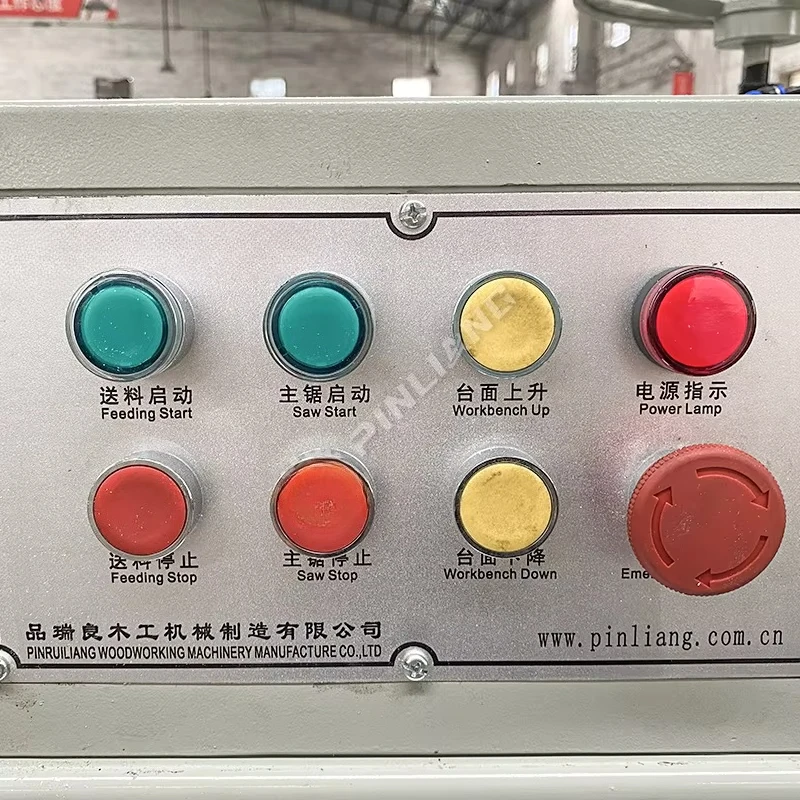 送料启动
Feeding Start
主锯启动
Saw Start
台面上升
Workbench Up
电源指示
Power Lamp
送料停止
Feeding Stop
主锯停止
Saw Stop
台面下降
Workbench Down
品瑞良木工机械制造有限公司
PINRUILIANG WOODWORKING MACHINERY MANUFACTURE CO.,LTD
www.pinliang.com.cn
PINLIANG